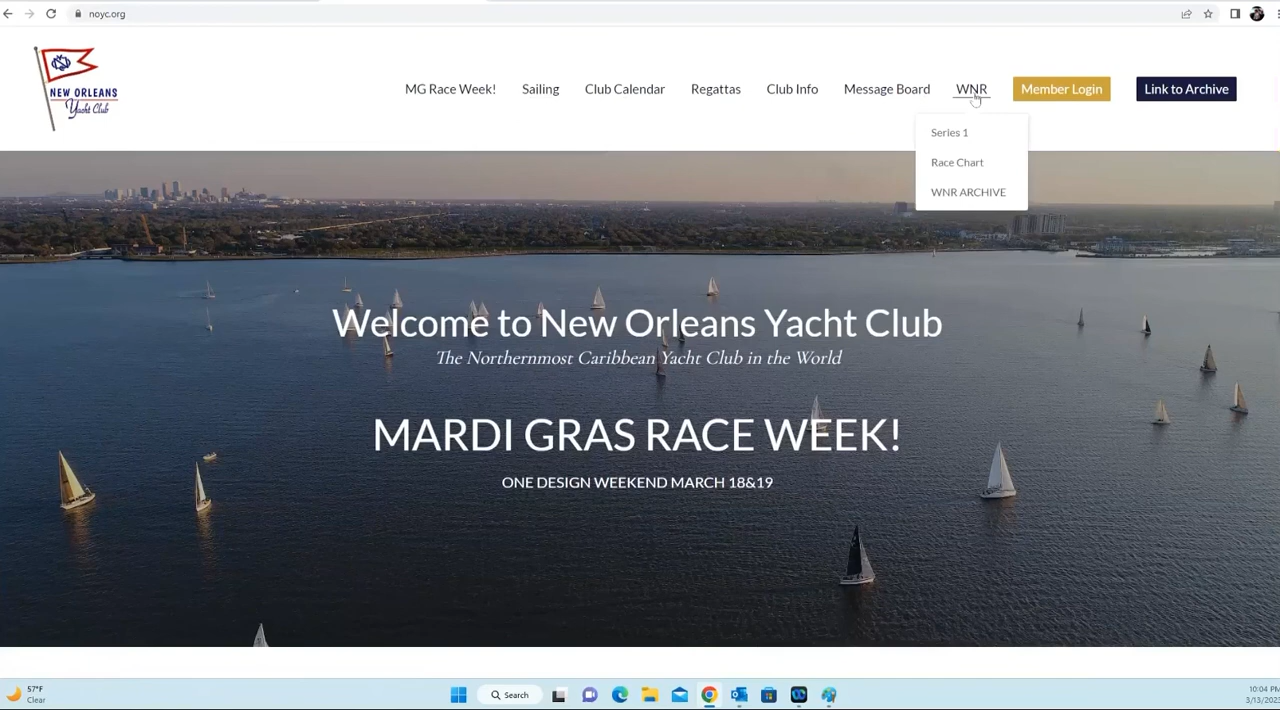 noyc.org
NEW ORLEANS
Yacht Club
MG Race Week!
Sailing
Club Calendar
Regattas
Club Info
Message Board
WNR
Member Login
Link to Archive
Series 1
Race Chart
WNR ARCHIVE
Welcome to New Orleans Yacht Club
The Northernmost Caribbean Yacht Club in the World
MARDI GRAS RACE WEEK!
ONE DESIGN WEEKEND MARCH 18&19
57°F
Clear
Search
10:04 PM